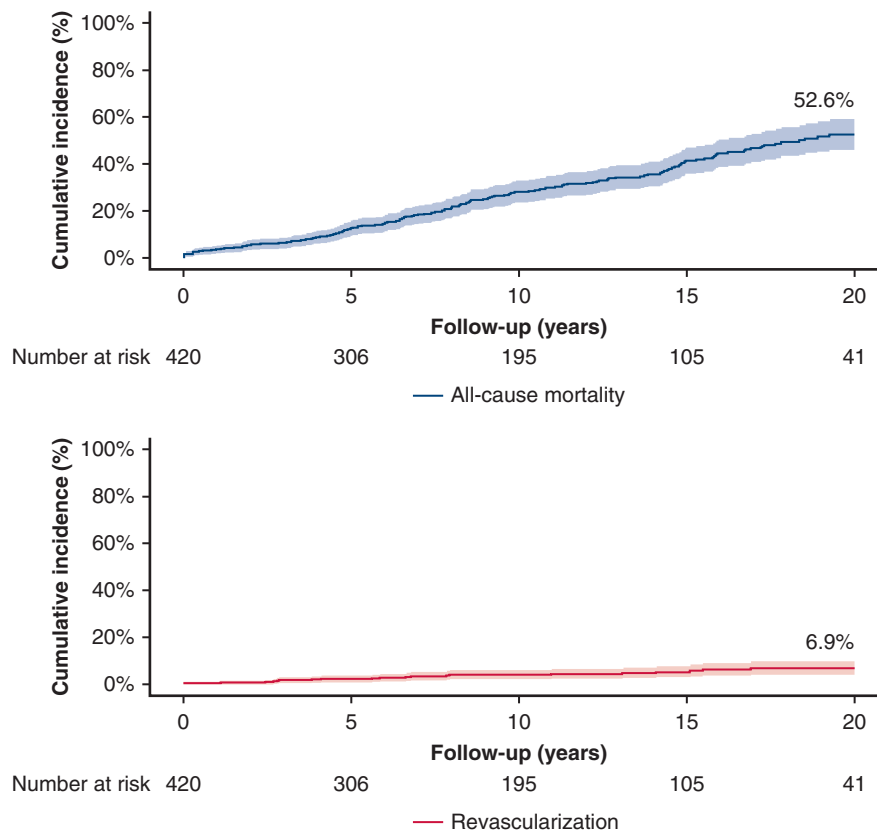 Cumulative incidence (%)
100%
80%
60%
40%
20%
0%
52.6%
0 5 10 15 20
Follow-up (years)
Number at risk 420 306 195 105 41
All-cause mortality
Cumulative incidence (%)
100%
80%
60%
40%
20%
0%
6.9%
0 5 10 15 20
Follow-up (years)
Number at risk 420 306 195 105 41
Revascularization